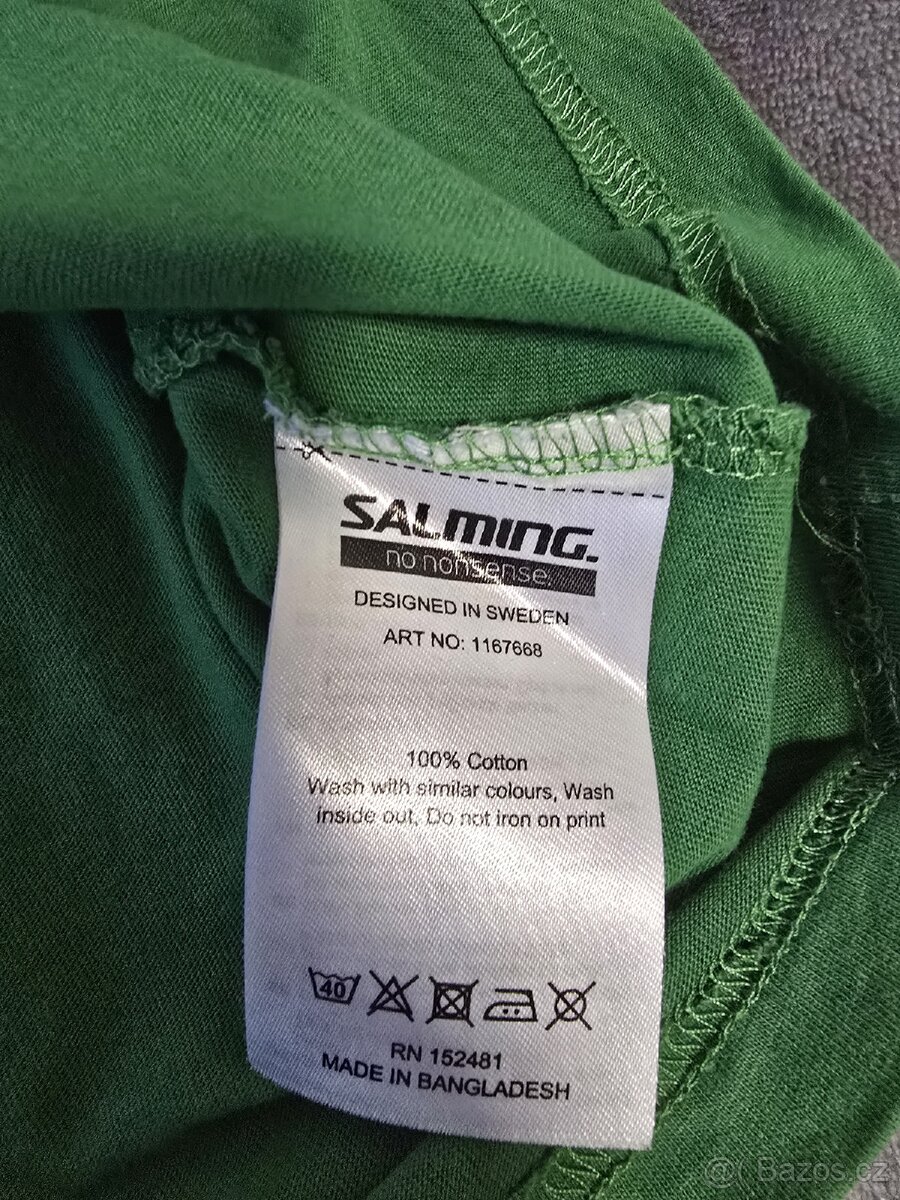 SALMING.
no nonsense
DESIGNED IN SWEDEN
ART NO: 1167668
100% Cotton
Wash with similar colours, Wash
inside out, Do not iron on print
40
RN 152481
MADE IN BANGLADESH
@ Bazos.cz